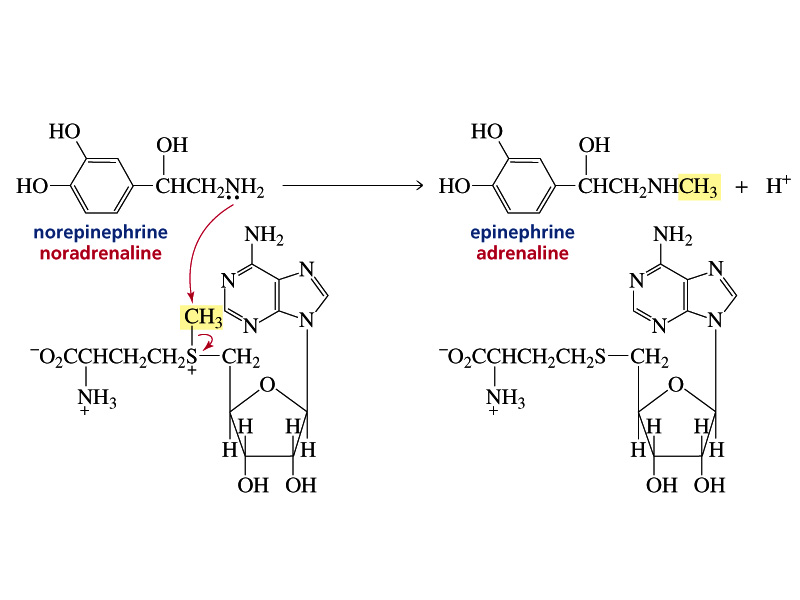 HO
OH
HO
CHCH2NH2
norepinephrine
noradrenaline
NH2
N
N
N
N
CH3
−O2CCHCH2CH2S
+
CH2
NH3
+
O
H
H
H
H
OH
OH
HO
OH
HO
CHCH2NHCH3 + H+
epinephrine
adrenaline
NH2
N
N
N
N
−O2CCHCH2CH2S
CH2
NH3
+
O
H
H
H
H
OH
OH